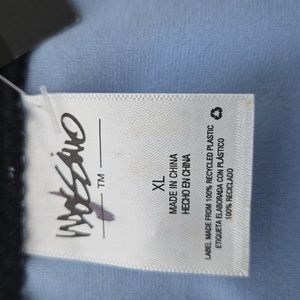 mossimo
TM
XL
MADE IN CHINA
HECHO EN CHINA
LABEL MADE FROM 100% RECYCLED PLASTIC
ETIQUETA ELABORADA CON PLÁSTICO
100% RECICLADO